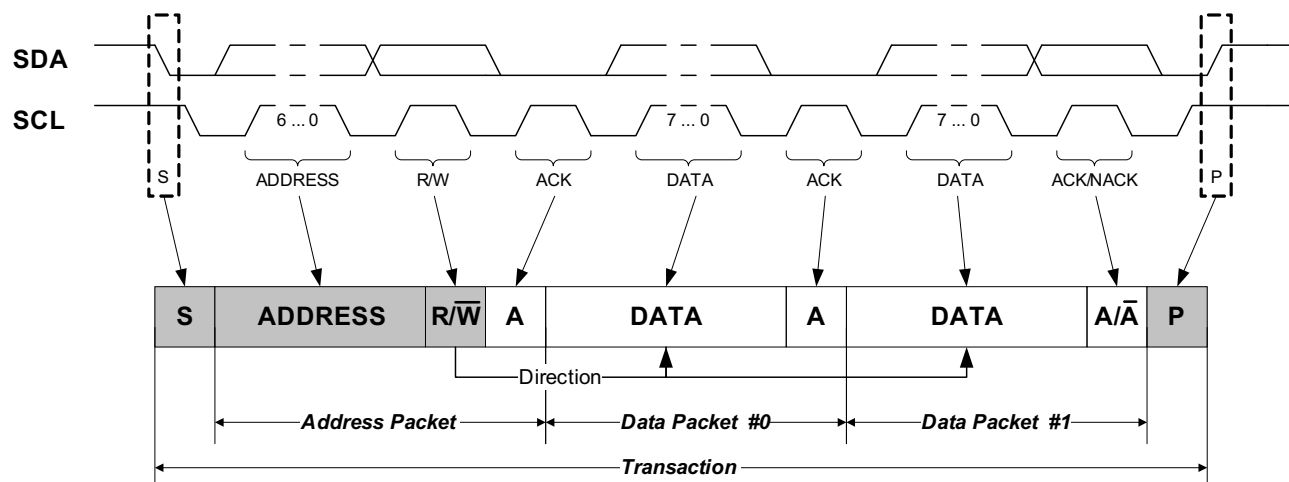 SDA
SCL
6 ... 0
7 ... 0
7 ... 0
S
ADDRESS
R/W
ACK
DATA
ACK
DATA
ACK/NACK
P
S
ADDRESS
R/W̅
A
DATA
A
DATA
A/A̅
P
Direction
Address Packet
Data Packet #0
Data Packet #1
Transaction